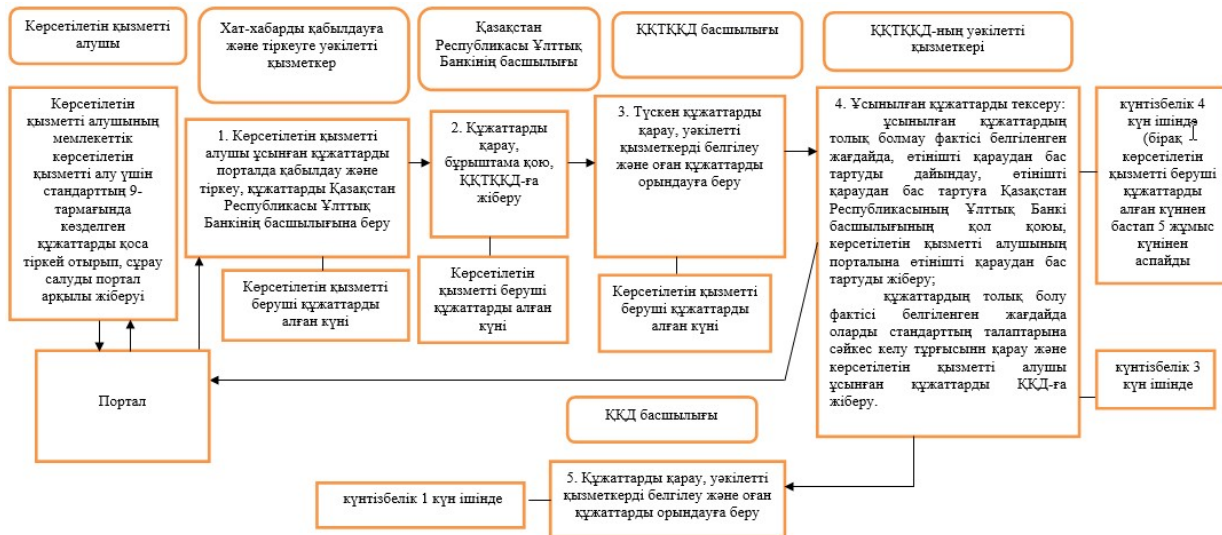 Көрсетілетін қызметті
алушы
Хат-хабарды қабылдауға
және тіркеуге уәкілетті
қызметкер
Қазақстан
Республикасы Ұлттық
Банкінің басшылығы
ҚҚТҚҚД басшылығы
ҚҚТҚҚД-ның уәкілетті
қызметкері
Көрсетілетін
қызметті алушының
мемлекеттік
көрсетілетін
қызметті алу үшін
стандарттың 9-
тармағында
көзделген
құжаттарды қоса
тіркей отырып, сұрау
салуды портал
арқылы жіберуі
1. Көрсетілетін қызметті
алушы ұсынған құжаттарды
порталда қабылдау және
тіркеу, құжаттарды Қазақстан
Республикасы Ұлттық
Банкінің басшылығына беру
2. Құжаттарды
қарау,
бұрыштама қою,
ҚҚТҚҚД-ға
жіберу
3. Түскен құжаттарды
қарау, уәкілетті
қызметкерді белгілеу
және оған құжаттарды
орындауға беру
4. Ұсынылған құжаттарды тексеру:
ұсынылған құжаттардың
толық болмау фактісі белгіленген
жағдайда, өтінішті қараудан бас
тартуды дайындау, өтінішті
қараудан бас тартуға Қазақстан
Республикасының Ұлттық Банкі
басшылығының қол қоюы,
көрсетілетін қызметті алушының
порталына өтінішті қараудан бас
тартуды жіберу;
құжаттардың толық болу
фактісі белгіленген жағдайда
оларды стандарттың талаптарына
сәйкес келу тұрғысынн қарау және
көрсетілетін қызметті алушы
ұсынған құжаттарды ҚҚД-ға
жіберу.
күнтізбелік 4
күн ішінде
(бірақ
көрсетілетін
қызметті беруші
құжаттарды
алған күннен
бастап 5 жұмыс
күнінен
аспайды
Көрсетілетін қызметті
беруші құжаттарды
алған күні
Көрсетілетін
қызметті беруші
құжаттарды алған
күні
Көрсетілетін қызметті
беруші құжаттарды
алған күні
күнтізбелік 3
күн ішінде
Портал
ҚҚД басшылығы
күнтізбелік 1 күн ішінде
5. Құжаттарды қарау, уәкілетті
қызметкерді белгілеу және оған
құжаттарды орындауға беру